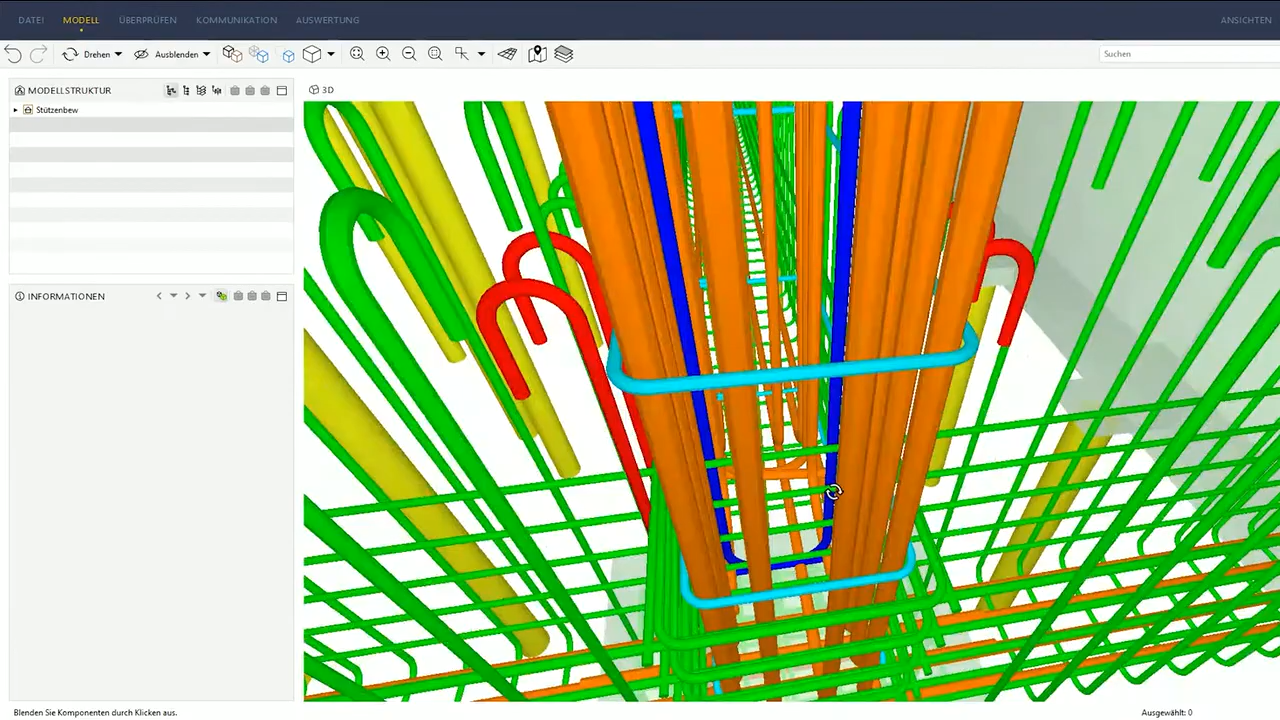 DATEI MODELL ÜBERPRÜFEN KOMMUNIKATION AUSWERTUNG ANSICHTEN
Drehen Ausblenden Suchen
MODELLSTRUKTUR
Stützenbew
3D
INFORMATIONEN
Blenden Sie Komponenten durch Klicken aus. Ausgewählt: 0